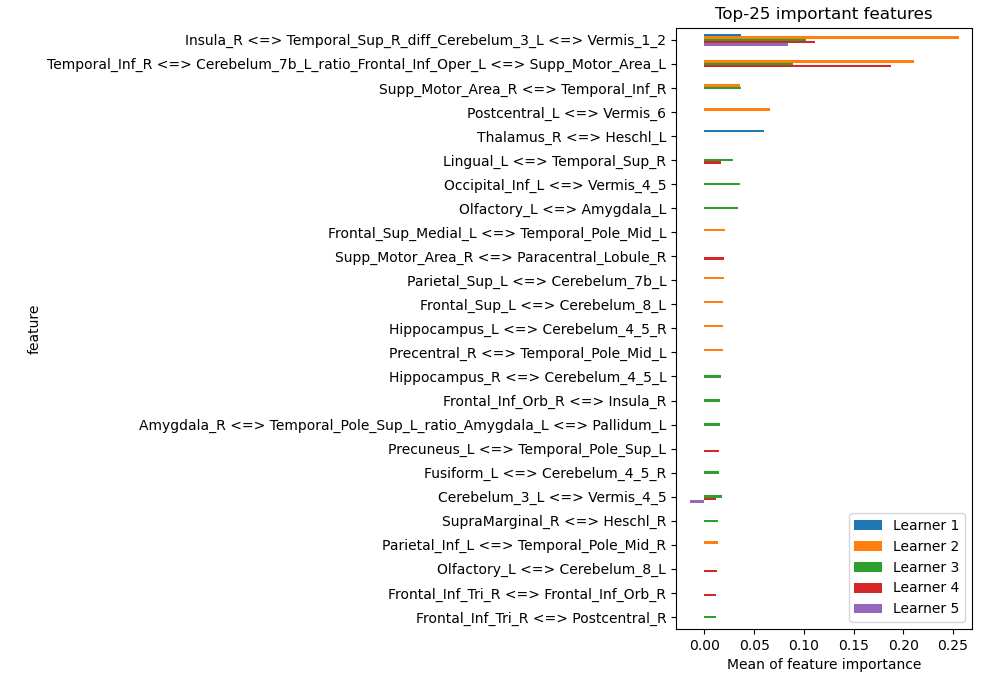 Top-25 important features
Insula_R <=> Temporal_Sup_R_diff_Cerebelum_3_L <=> Vermis_1_2
Temporal_Inf_R <=> Cerebelum_7b_L_ratio_Frontal_Inf_Oper_L <=> Supp_Motor_Area_L
Supp_Motor_Area_R <=> Temporal_Inf_R
Postcentral_L <=> Vermis_6
Thalamus_R <=> Heschl_L
Lingual_L <=> Temporal_Sup_R
Occipital_Inf_L <=> Vermis_4_5
Olfactory_L <=> Amygdala_L
Frontal_Sup_Medial_L <=> Temporal_Pole_Mid_L
Supp_Motor_Area_R <=> Paracentral_Lobule_R
Parietal_Sup_L <=> Cerebelum_7b_L
Frontal_Sup_L <=> Cerebelum_8_L
Hippocampus_L <=> Cerebelum_4_5_R
Precentral_R <=> Temporal_Pole_Mid_L
Hippocampus_R <=> Cerebelum_4_5_L
Frontal_Inf_Orb_R <=> Insula_R
Amygdala_R <=> Temporal_Pole_Sup_L_ratio_Amygdala_L <=> Pallidum_L
Precuneus_L <=> Temporal_Pole_Sup_L
Fusiform_L <=> Cerebelum_4_5_R
Cerebelum_3_L <=> Vermis_4_5
SupraMarginal_R <=> Heschl_R
Parietal_Inf_L <=> Temporal_Pole_Mid_R
Olfactory_L <=> Cerebelum_8_L
Frontal_Inf_Tri_R <=> Frontal_Inf_Orb_R
Frontal_Inf_Tri_R <=> Postcentral_R
feature
Learner 1
Learner 2
Learner 3
Learner 4
Learner 5
0.00 0.05 0.10 0.15 0.20 0.25
Mean of feature importance